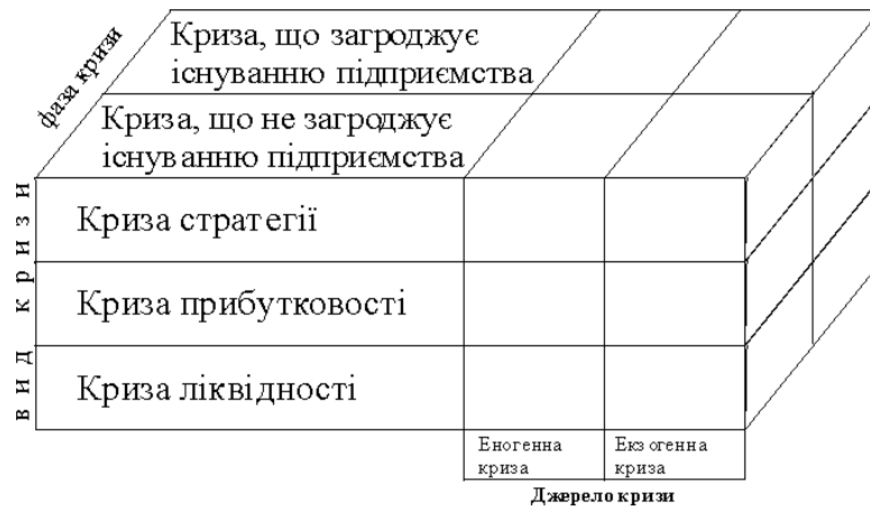 фаза кризи
Криза, що загроджує
існуванню підприємства
Криза, що не загроджує
існуванню підприємства
вид кризи
Криза стратегії
Криза прибутковості
Криза ліквідності
Еногенна
криза
Екзогенна
криза
Джерело кризи